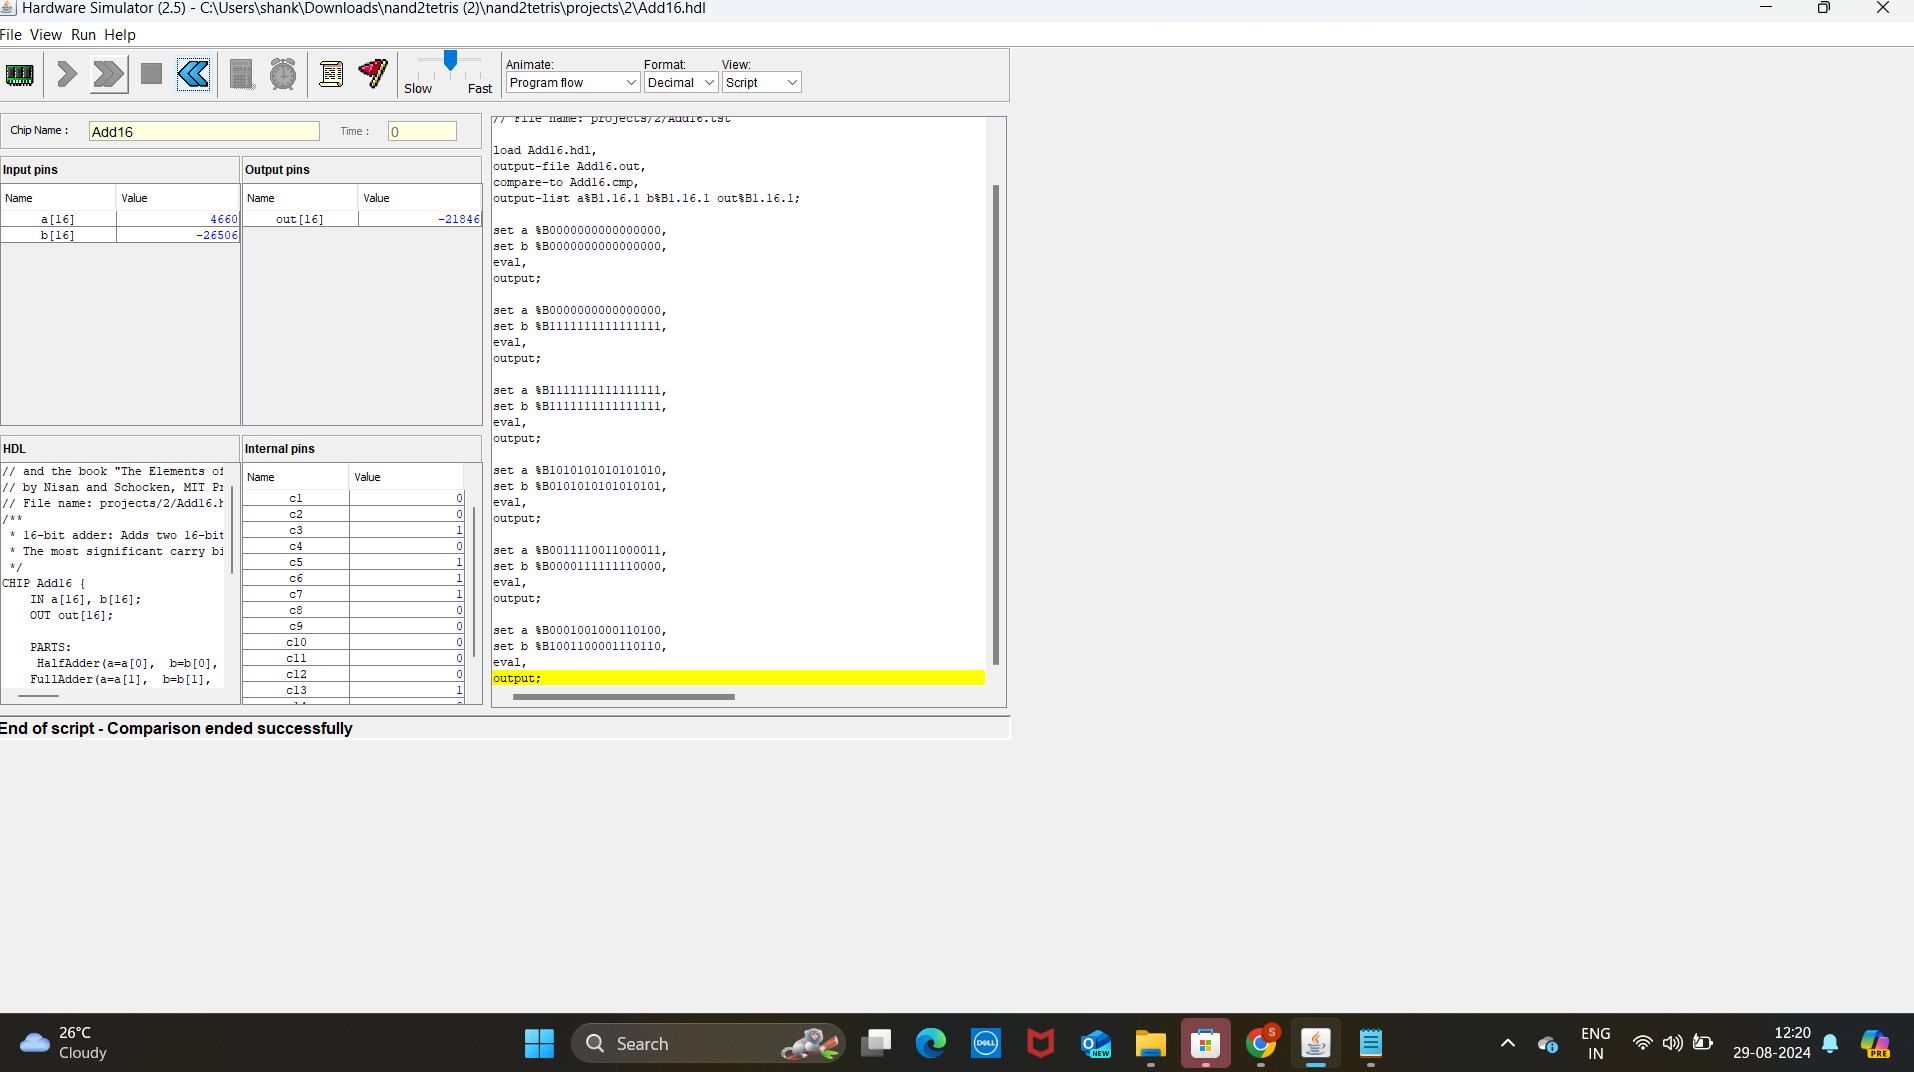 Hardware Simulator (2.5) - C:\Users\shank\Downloads\nand2tetris (2)\nand2tetris\projects\2\Add16.hdl
File View Run Help
Slow Fast
Animate: Format: View:
Program flow Decimal Script
Chip Name : Add16 Time : 0
Input pins
Name Value
a[16] 4660
b[16] -26506
Output pins
Name Value
out[16] -21846
HDL
// and the book "The Elements of
// by Nisan and Schocken, MIT Pr
// File name: projects/2/Add16.h
/**
* 16-bit adder: Adds two 16-bit
* The most significant carry bi
*/
CHIP Add16 {
IN a[16], b[16];
OUT out[16];
PARTS:
HalfAdder(a=a[0], b=b[0],
FullAdder(a=a[1], b=b[1],
Internal pins
Name Value
c1 0
c2 0
c3 1
c4 0
c5 1
c6 1
c7 1
c8 0
c9 0
c10 0
c11 0
c12 0
c13 1
// File name: projects/2/Add16.tst
load Add16.hdl,
output-file Add16.out,
compare-to Add16.cmp,
output-list a%B1.16.1 b%B1.16.1 out%B1.16.1;
set a %B0000000000000000,
set b %B0000000000000000,
eval,
output;
set a %B0000000000000000,
set b %B1111111111111111,
eval,
output;
set a %B1111111111111111,
set b %B1111111111111111,
eval,
output;
set a %B1010101010101010,
set b %B0101010101010101,
eval,
output;
set a %B0011110011000011,
set b %B0000111111110000,
eval,
output;
set a %B0001001000110100,
set b %B1001100001110110,
eval,
output;
End of script - Comparison ended successfully
26°C
Cloudy
Search
DELL
NEW
S
ENG
IN
12:20
29-08-2024
PRE